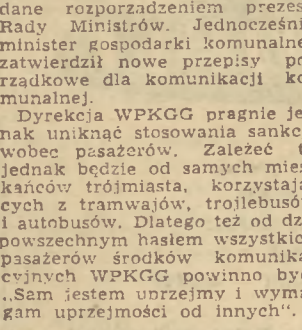 dane rozporządzeniem prezes
Rady Ministrów. Jednocześni
minister gospodarki komunalne
zatwierdził nowe przepisy po
rządkowe dla komunikacji ko
munalnej.
Dyrekcja WPKGG pragnie je
nak uniknąć stosowania sankc
wobec pasażerów. Zależeć t
jednak będzie od samych mies
kańców trójmiasta, korzystaja
cych z tramwajów, trojlebusó
i autobusów. Dlatego też od dz
powszechnym hasłem wszystkic
pasażerów środków komunika
cyjnych WPKGG powinno by
„Sam jestem uprzejmy i wyma
gam uprzejmości od innych".